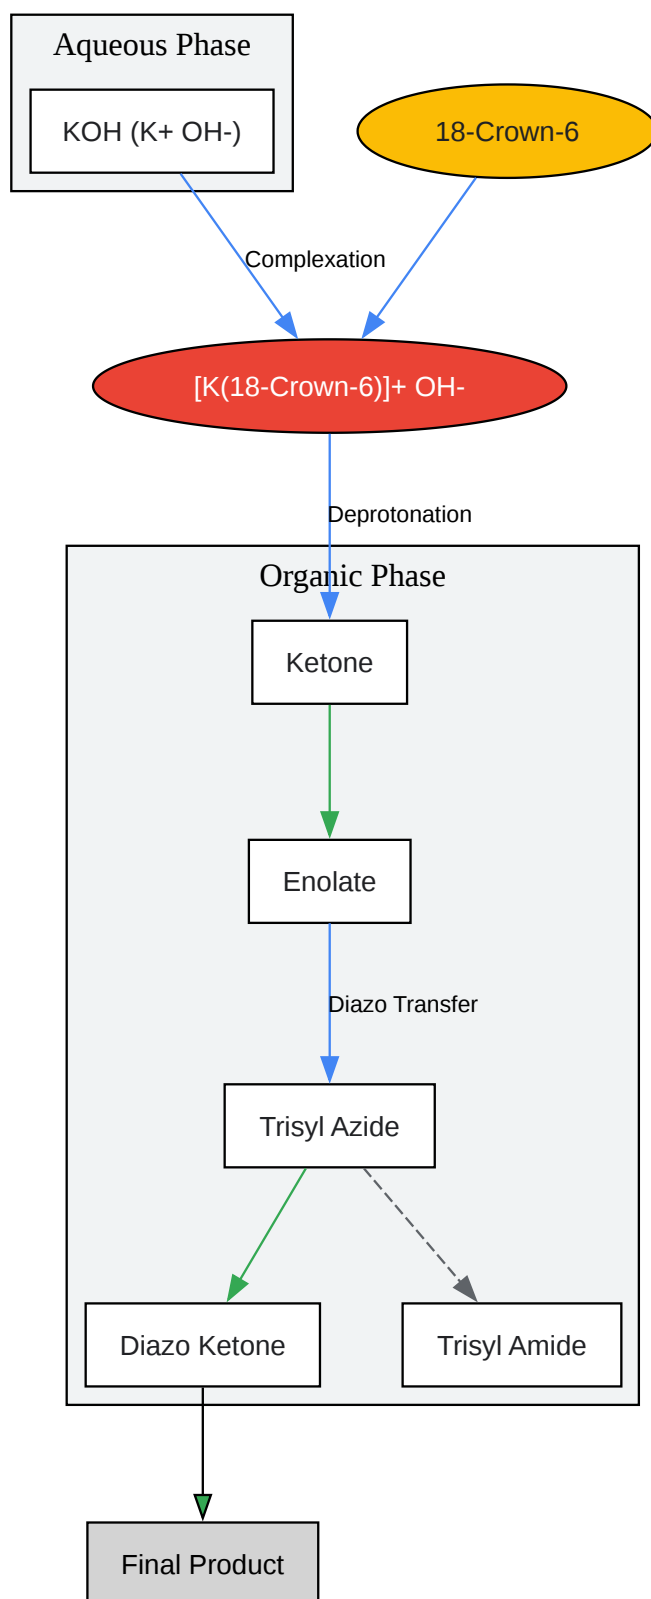 Aqueous Phase
KOH (K+ OH-)
18-Crown-6
Complexation
[K(18-Crown-6)]+ OH-
Deprotonation
Organic Phase
Ketone
Enolate
Diazo Transfer
Trisyl Azide
Diazo Ketone
Trisyl Amide
Final Product